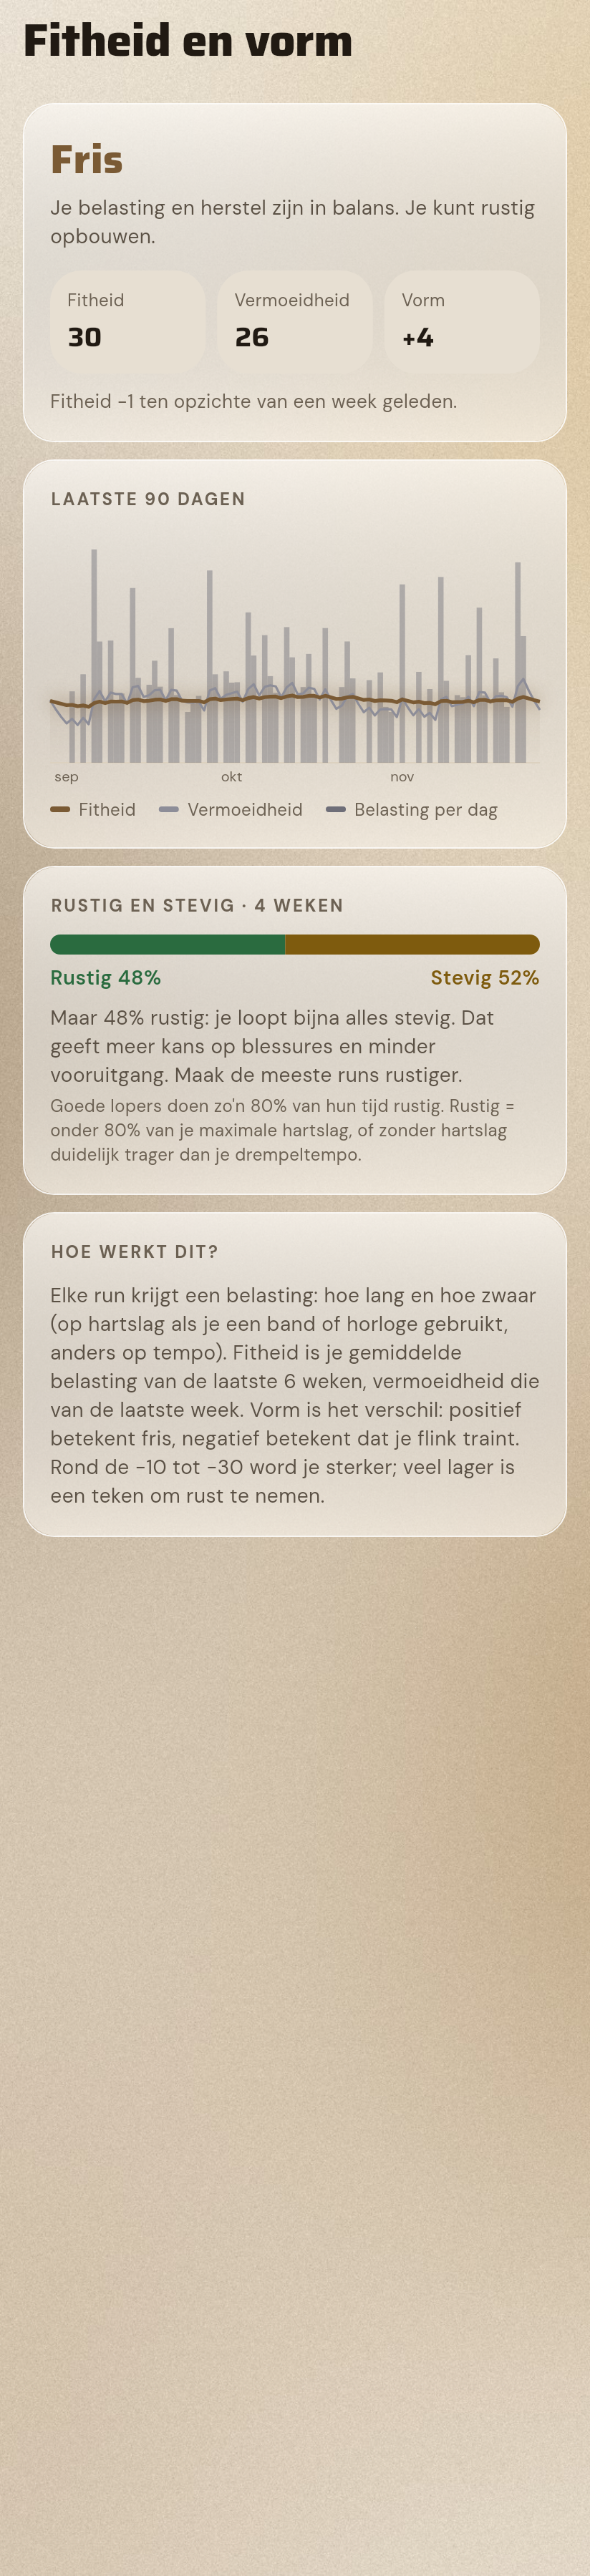 Fitheid en vorm
Fris
Je belasting en herstel zijn in balans. Je kunt rustig
opbouwen.
Fitheid
30
Vermoeidheid
26
Vorm
+4
Fitheid −1 ten opzichte van een week geleden.
LAATSTE 90 DAGEN
sep okt nov
Fitheid Vermoeidheid Belasting per dag
RUSTIG EN STEVIG · 4 WEKEN
Rustig 48% Stevig 52%
Maar 48% rustig: je loopt bijna alles stevig. Dat
geeft meer kans op blessures en minder
vooruitgang. Maak de meeste runs rustiger.
Goede lopers doen zo'n 80% van hun tijd rustig. Rustig =
onder 80% van je maximale hartslag, of zonder hartslag
duidelijk trager dan je drempeltempo.
HOE WERKT DIT?
Elke run krijgt een belasting: hoe lang en hoe zwaar
(op hartslag als je een band of horloge gebruikt,
anders op tempo). Fitheid is je gemiddelde
belasting van de laatste 6 weken, vermoeidheid die
van de laatste week. Vorm is het verschil: positief
betekent fris, negatief betekent dat je flink traint.
Rond de −10 tot −30 word je sterker; veel lager is
een teken om rust te nemen.